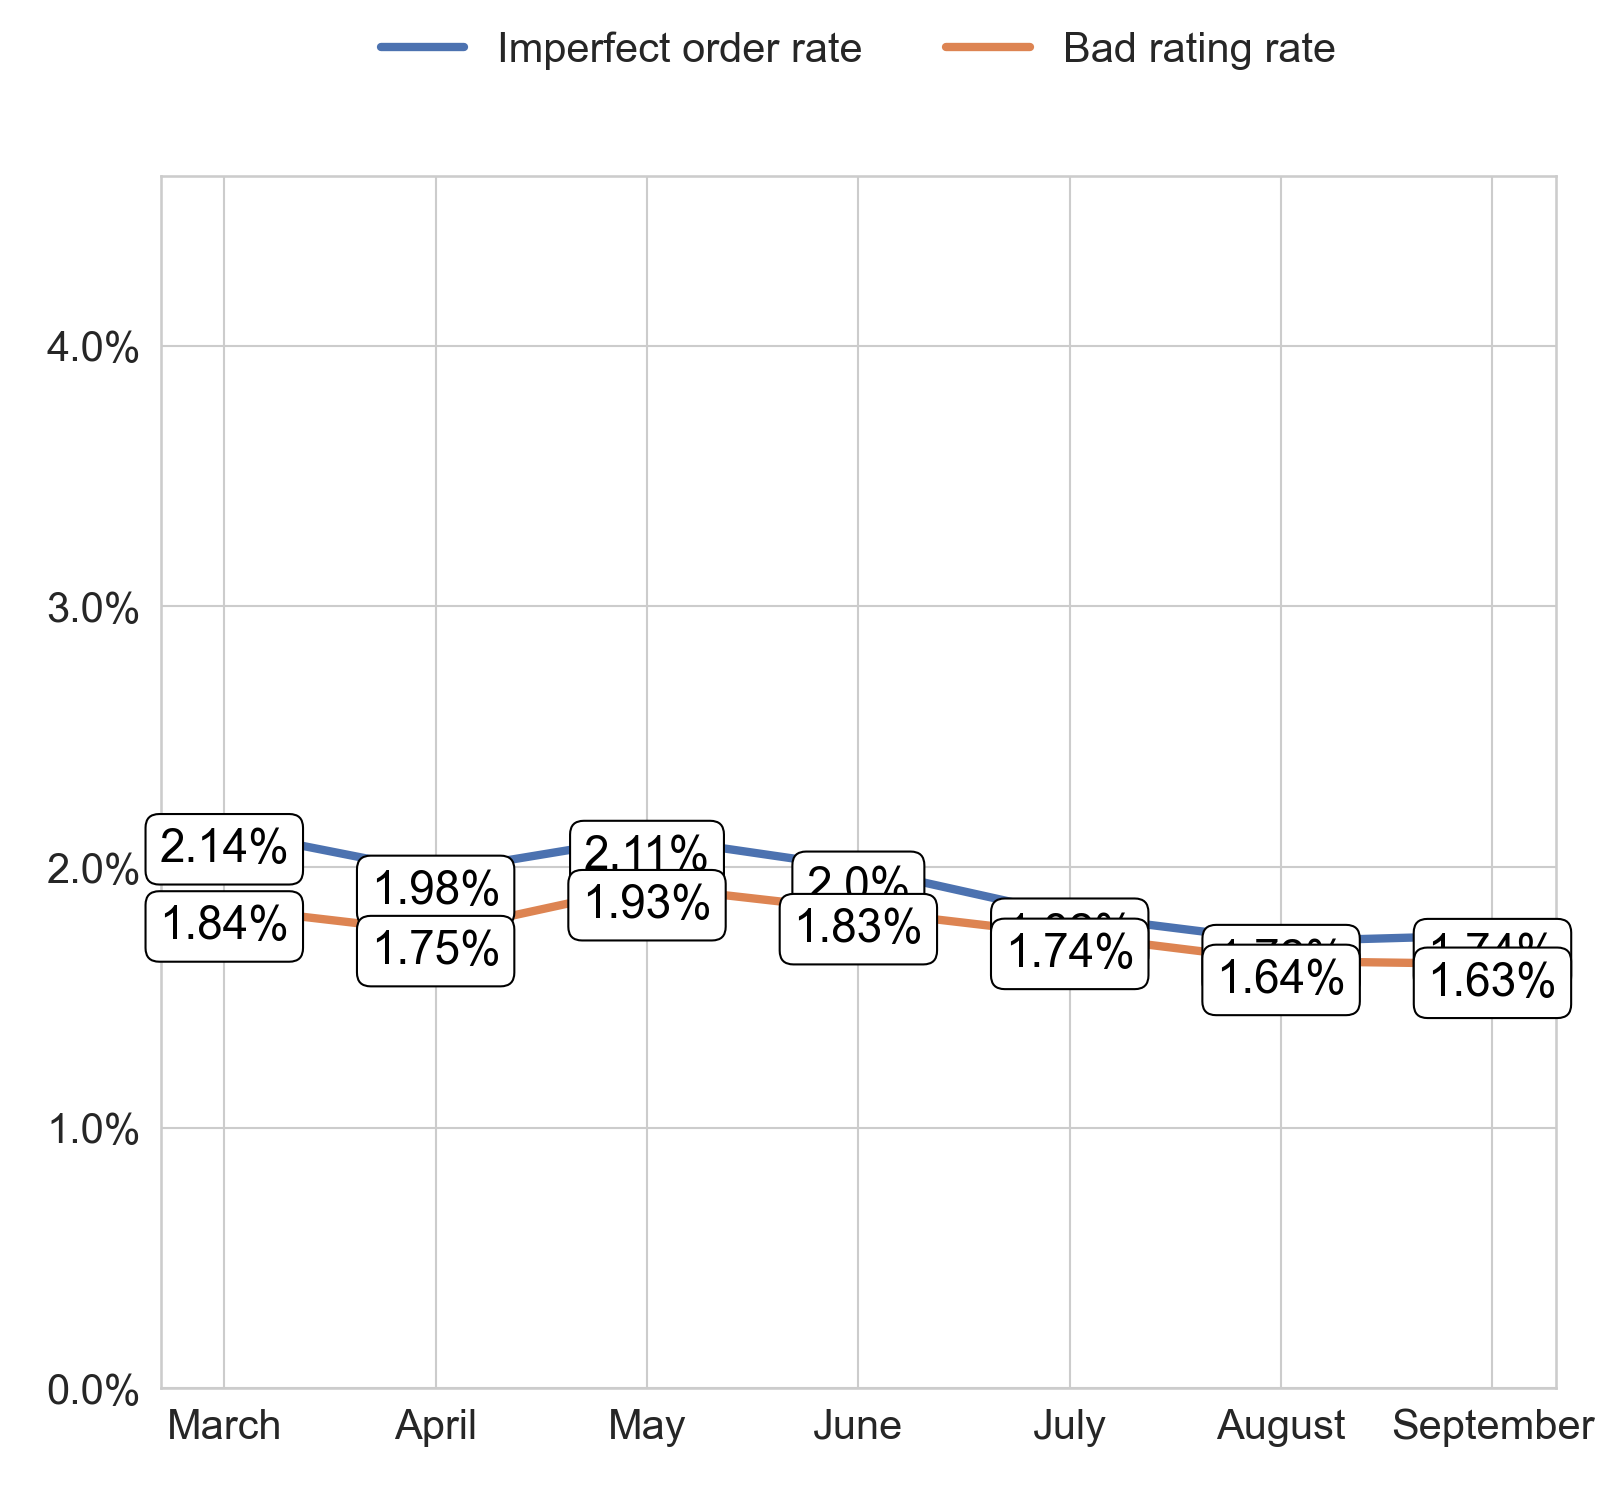 Imperfect order rate
Bad rating rate
4.0%
3.0%
2.0%
1.0%
0.0%
2.14%
1.98%
2.11%
2.0%
1.74%
1.84%
1.75%
1.93%
1.83%
1.74%
1.64%
1.63%
March
April
May
June
July
August
September